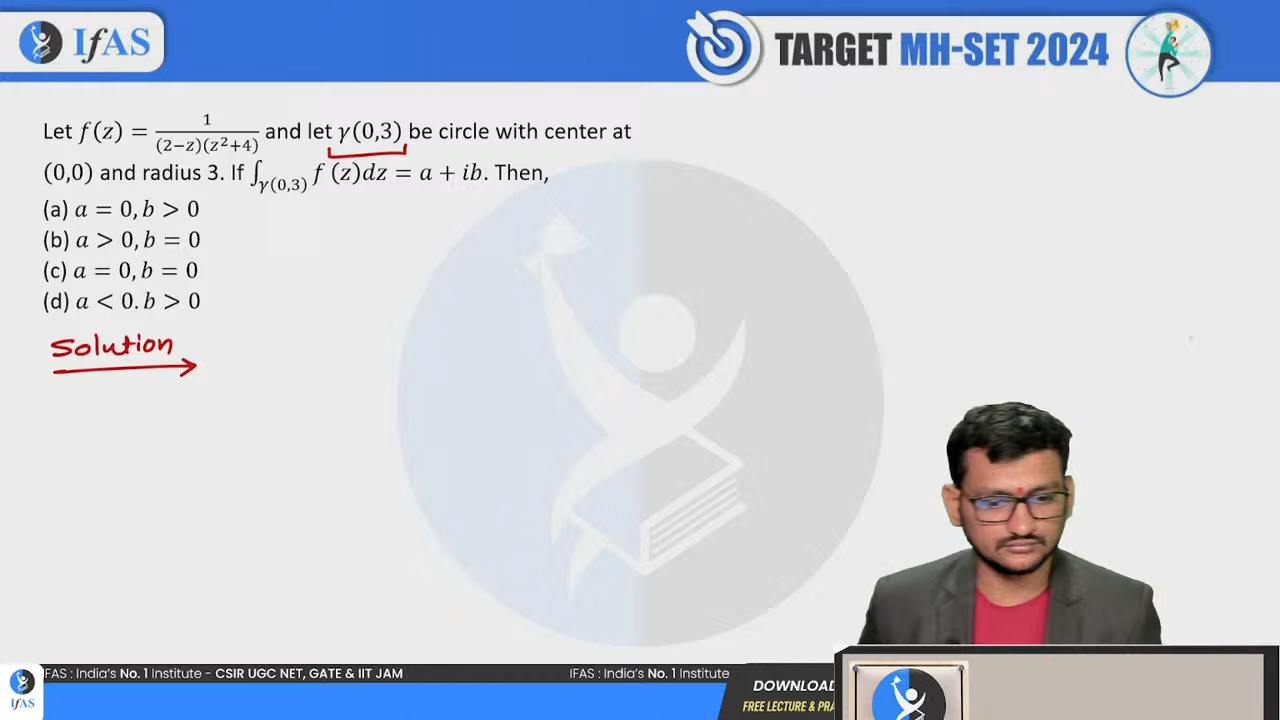 IfAS
TARGET MH-SET 2024
Let f(z) = 1/((2−z)(z²+4)) and let γ(0,3) be circle with center at
(0,0) and radius 3. If ∫_γ(0,3) f(z)dz = a + ib. Then,
(a) a = 0, b > 0
(b) a > 0, b = 0
(c) a = 0, b = 0
(d) a < 0. b > 0
Solution
IFAS : India's No. 1 Institute - CSIR UGC NET, GATE & IIT JAM
IFAS : India's No. 1 Institute
DOWNLOAD
FREE LECTURE & PRA
IfAS